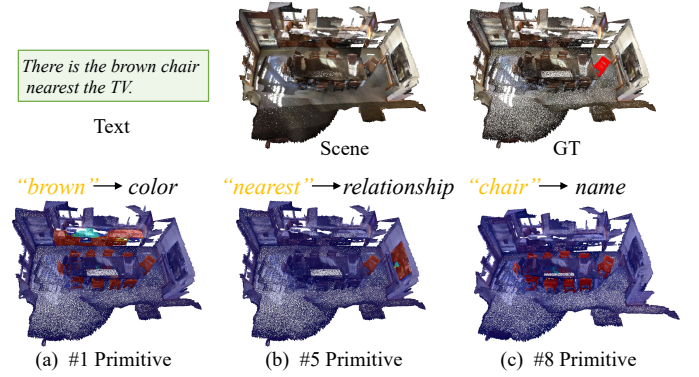 There is the brown chair
nearest the TV.
Text
Scene
GT
“brown” → color
“nearest” → relationship
“chair” → name
(a) #1 Primitive
(b) #5 Primitive
(c) #8 Primitive